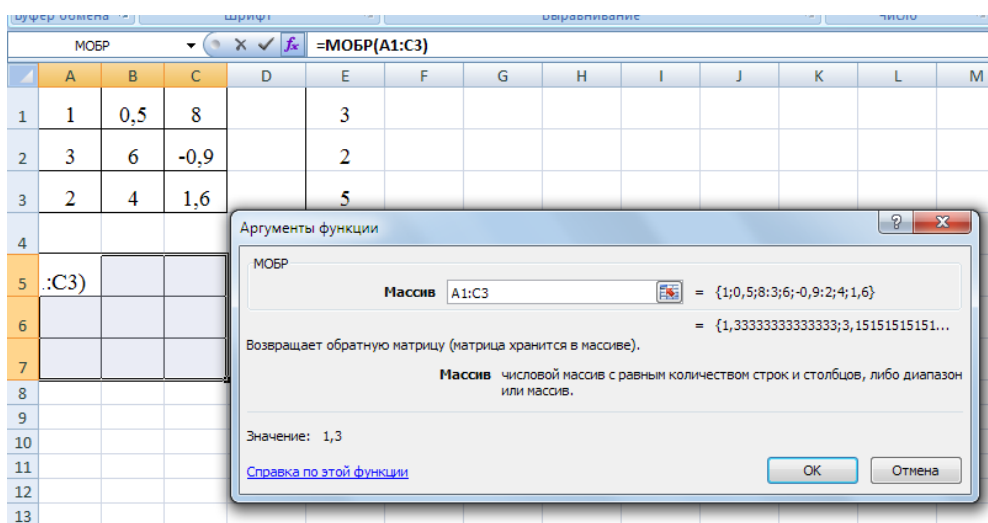 Буфер обмена
Шрифт
Выравнивание
Число
МОБР
fx
=МОБР(A1:C3)
A B C D E F G H I J K L M
1 1 0,5 8 3
2 3 6 -0,9 2
3 2 4 1,6 5
4
5 .:C3)
6
7
8
9
10
11
12
13
Аргументы функции
?
МОБР
Массив A1:C3 = {1;0,5;8:3;6;-0,9:2;4;1,6}
= {1,33333333333333;3,15151515151...
Возвращает обратную матрицу (матрица хранится в массиве).
Массив числовой массив с равным количеством строк и столбцов, либо диапазон
или массив.
Значение: 1,3
Справка по этой функции
ОК
Отмена